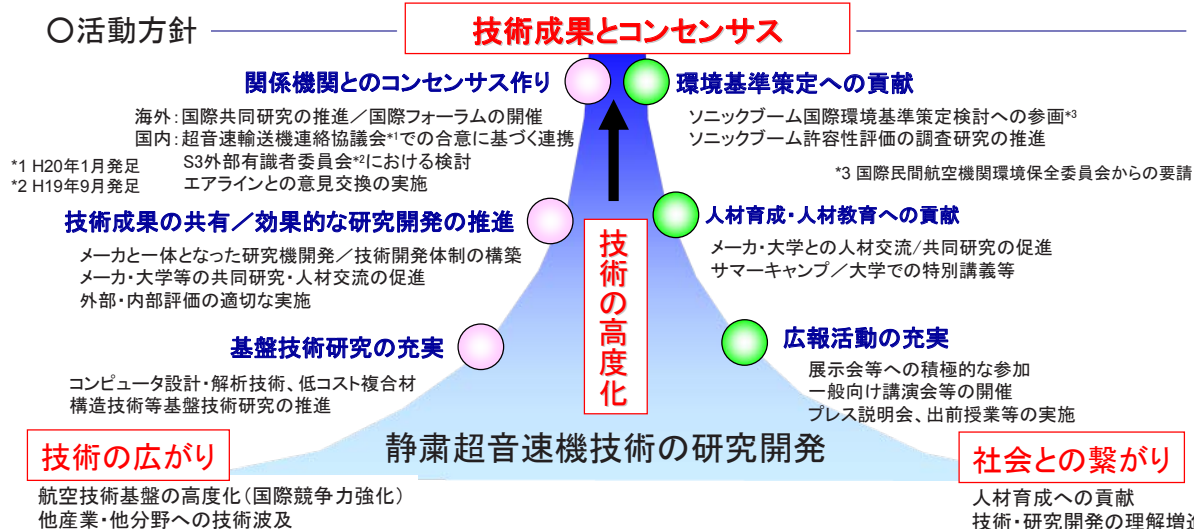 〇活動方針
技術成果とコンセンサス
関係機関とのコンセンサス作り
海外:国際共同研究の推進/国際フォーラムの開催
国内:超音速輸送機連絡協議会*1での合意に基づく連携
S3外部有識者委員会*2における検討
エアラインとの意見交換の実施
*1 H20年1月発足
*2 H19年9月発足
環境基準策定への貢献
ソニックブーム国際環境基準策定検討への参画*3
ソニックブーム許容性評価の調査研究の推進
*3 国際民間航空機関環境保全委員会からの要請
技術成果の共有/効果的な研究開発の推進
メーカと一体となった研究機開発/技術開発体制の構築
メーカ・大学等の共同研究・人材交流の促進
外部・内部評価の適切な実施
人材育成・人材教育への貢献
メーカ・大学との人材交流/共同研究の促進
サマーキャンプ/大学での特別講義等
技術の高度化
基盤技術研究の充実
コンピュータ設計・解析技術、低コスト複合材
構造技術等基盤技術研究の推進
広報活動の充実
展示会等への積極的な参加
一般向け講演会等の開催
プレス説明会、出前授業等の実施
静粛超音速機技術の研究開発
技術の広がり
航空技術基盤の高度化(国際競争力強化)
他産業・他分野への技術波及
社会との繋がり
人材育成への貢献
技術・研究開発の理解増進